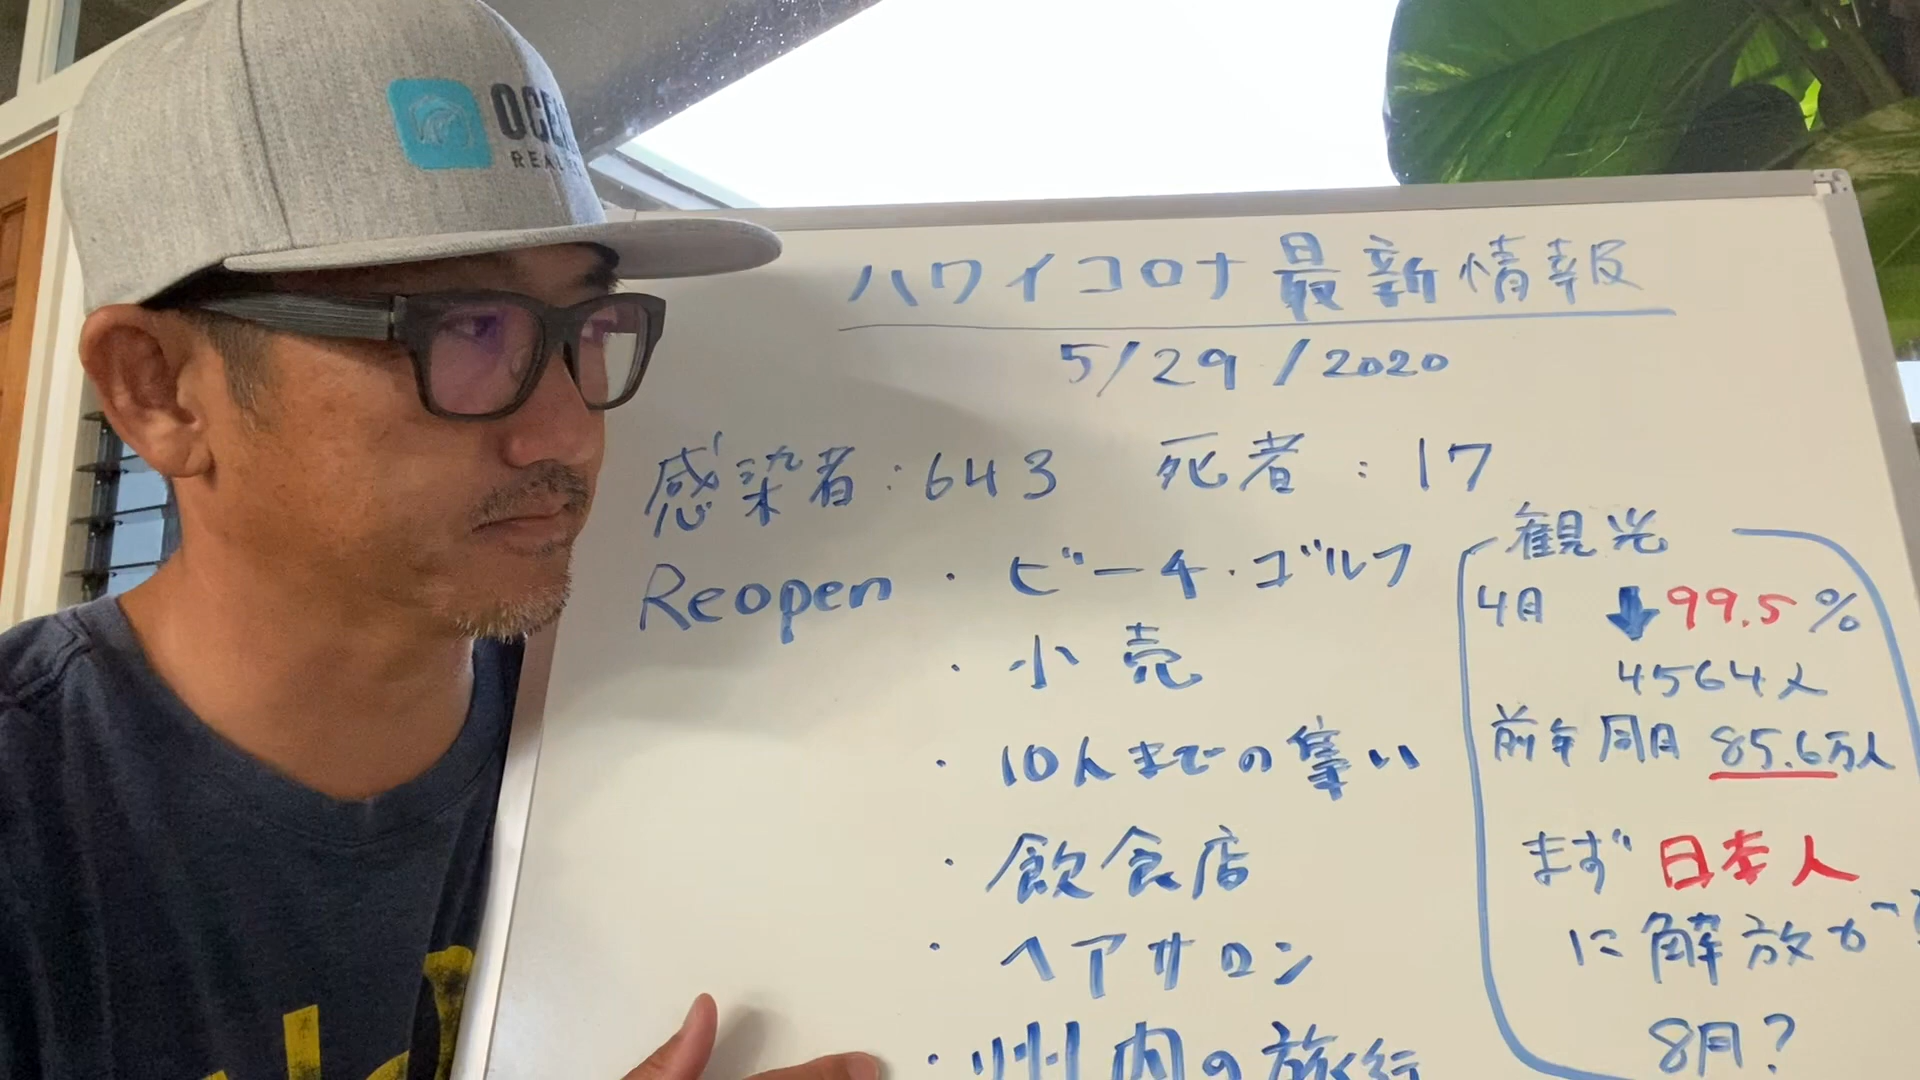 ハワイコロナ最新情報
5/29/2020
感染者:643 死者:17
Reopen ・ビーチ・ゴルフ
・小売
・10人までの集い
・飲食店
・ヘアサロン
・州内の旅行
観光
4月 ↓99.5%
4564人
前年同月 85.6万人
まず日本人
に解放か
8月?